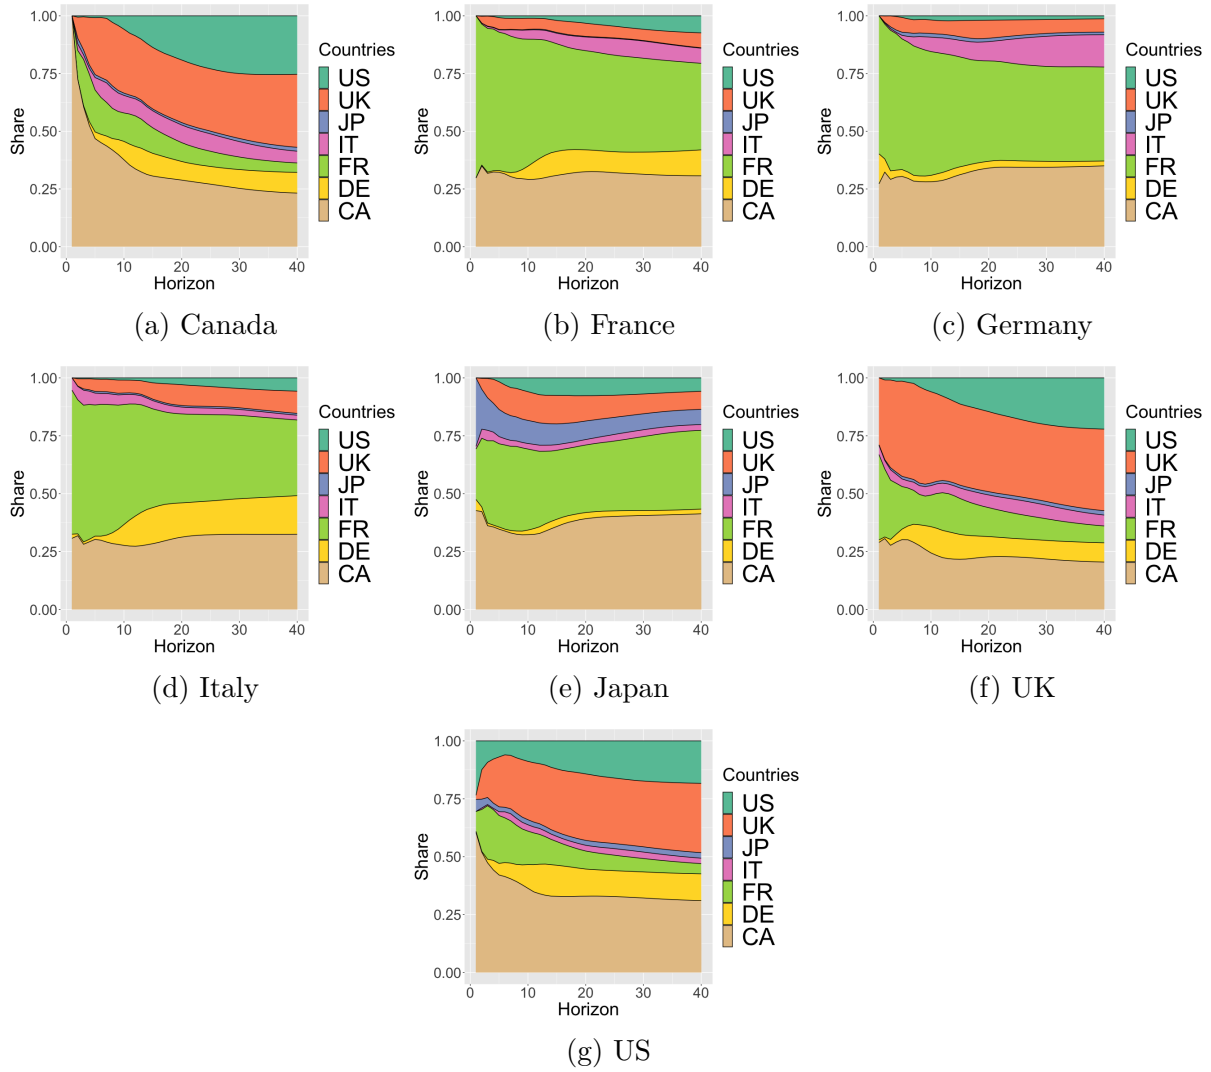 1.00
0.75
0.50
0.25
0.00
Share
0 10 20 30 40
Horizon
Countries
US
UK
JP
IT
FR
DE
CA
(a) Canada
1.00
0.75
0.50
0.25
0.00
Share
0 10 20 30 40
Horizon
Countries
US
UK
JP
IT
FR
DE
CA
(b) France
1.00
0.75
0.50
0.25
0.00
Share
0 10 20 30 40
Horizon
Countries
US
UK
JP
IT
FR
DE
CA
(c) Germany
1.00
0.75
0.50
0.25
0.00
Share
0 10 20 30 40
Horizon
Countries
US
UK
JP
IT
FR
DE
CA
(d) Italy
1.00
0.75
0.50
0.25
0.00
Share
0 10 20 30 40
Horizon
Countries
US
UK
JP
IT
FR
DE
CA
(e) Japan
1.00
0.75
0.50
0.25
0.00
Share
0 10 20 30 40
Horizon
Countries
US
UK
JP
IT
FR
DE
CA
(f) UK
1.00
0.75
0.50
0.25
0.00
Share
0 10 20 30 40
Horizon
Countries
US
UK
JP
IT
FR
DE
CA
(g) US